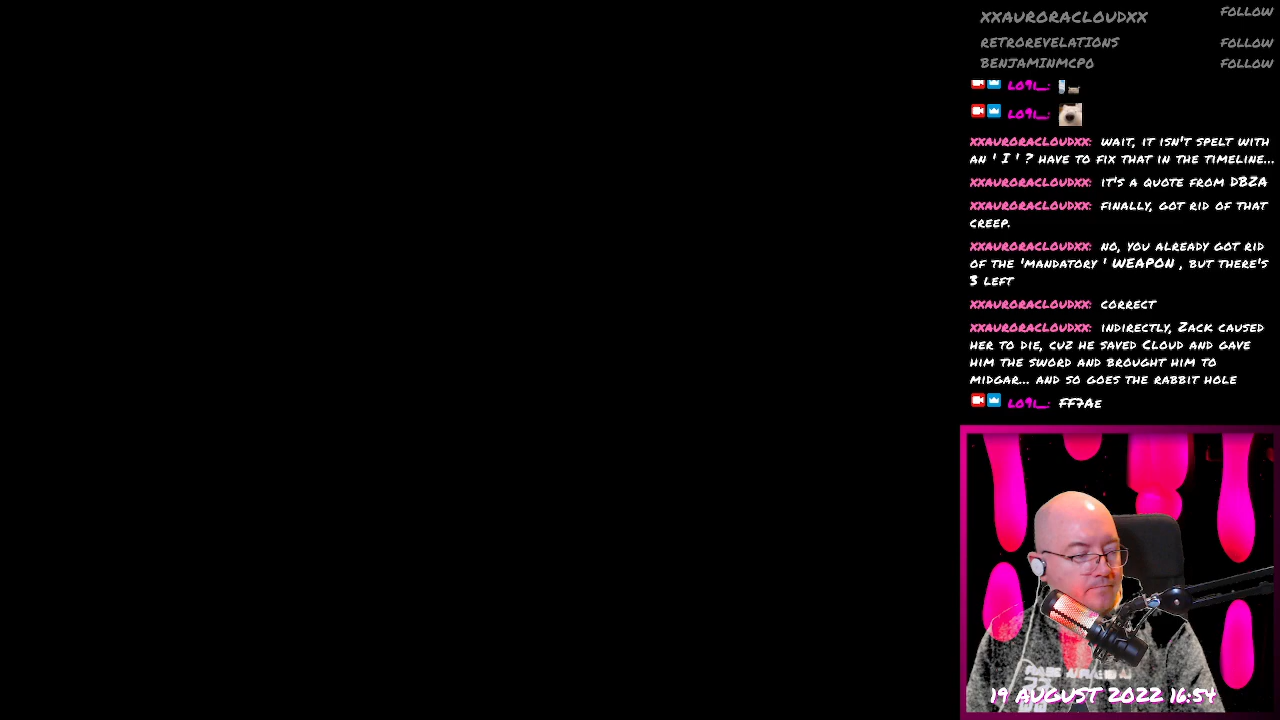 XXAURORACLOUDXX FOLLOW
RETROREVELATIONS FOLLOW
BENJAMINMCPO FOLLOW
LO9L_:
LO9L_:
XXAURORACLOUDXX: WAIT, IT ISN'T SPELT WITH
AN ' I ' ? HAVE TO FIX THAT IN THE TIMELINE...
XXAURORACLOUDXX: IT'S A QUOTE FROM DBZA
XXAURORACLOUDXX: FINALLY, GOT RID OF THAT
CREEP.
XXAURORACLOUDXX: NO, YOU ALREADY GOT RID
OF THE 'MANDATORY ' WEAPON , BUT THERE'S
3 LEFT
XXAURORACLOUDXX: CORRECT
XXAURORACLOUDXX: INDIRECTLY, ZACK CAUSED
HER TO DIE, CUZ HE SAVED CLOUD AND GAVE
HIM THE SWORD AND BROUGHT HIM TO
MIDGAR... AND SO GOES THE RABBIT HOLE
LO9L_: FF7AE
19 AUGUST 2022 16:54